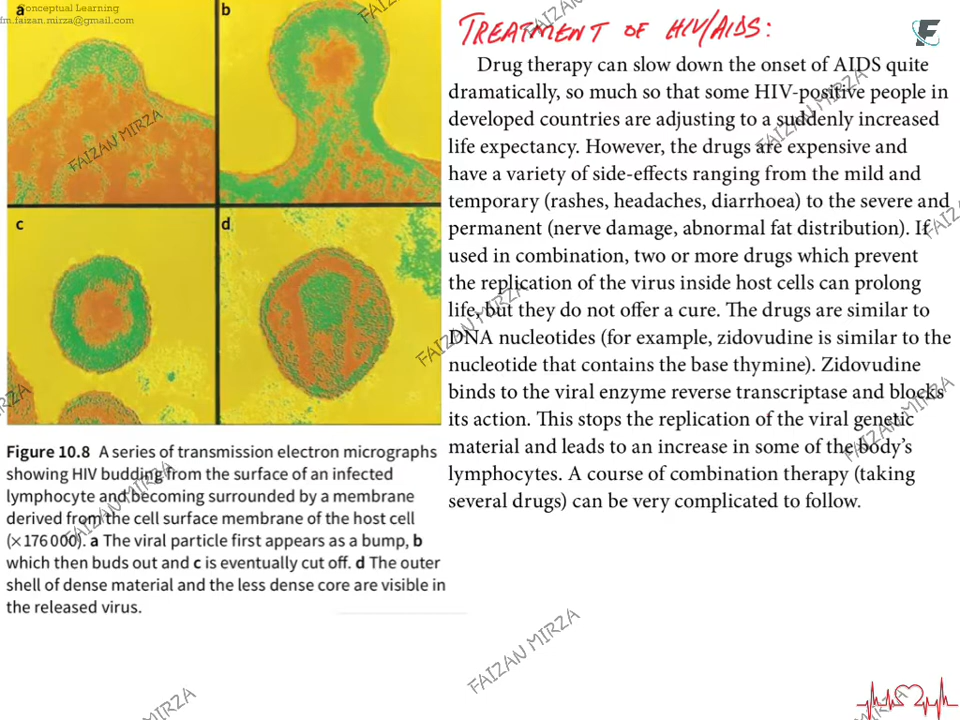 a
Conceptual Learning
fm.faizan.mirza@gmail.com
b
c
d
FAIZAN MIRZA
Figure 10.8 A series of transmission electron micrographs
showing HIV budding from the surface of an infected
lymphocyte and becoming surrounded by a membrane
derived from the cell surface membrane of the host cell
(×176 000). a The viral particle first appears as a bump, b
which then buds out and c is eventually cut off. d The outer
shell of dense material and the less dense core are visible in
the released virus.
TREATMENT OF HIV/AIDS:
F
Drug therapy can slow down the onset of AIDS quite
dramatically, so much so that some HIV-positive people in
developed countries are adjusting to a suddenly increased
life expectancy. However, the drugs are expensive and
have a variety of side-effects ranging from the mild and
temporary (rashes, headaches, diarrhoea) to the severe and
permanent (nerve damage, abnormal fat distribution). If
used in combination, two or more drugs which prevent
the replication of the virus inside host cells can prolong
life, but they do not offer a cure. The drugs are similar to
DNA nucleotides (for example, zidovudine is similar to the
nucleotide that contains the base thymine). Zidovudine
binds to the viral enzyme reverse transcriptase and blocks
its action. This stops the replication of the viral genetic
material and leads to an increase in some of the body's
lymphocytes. A course of combination therapy (taking
several drugs) can be very complicated to follow.
FAIZAN MIRZA
FAIZAN MIRZA
FAIZAN MIRZA
FAIZAN MIRZA
FAIZAN MIRZA
MIRZA